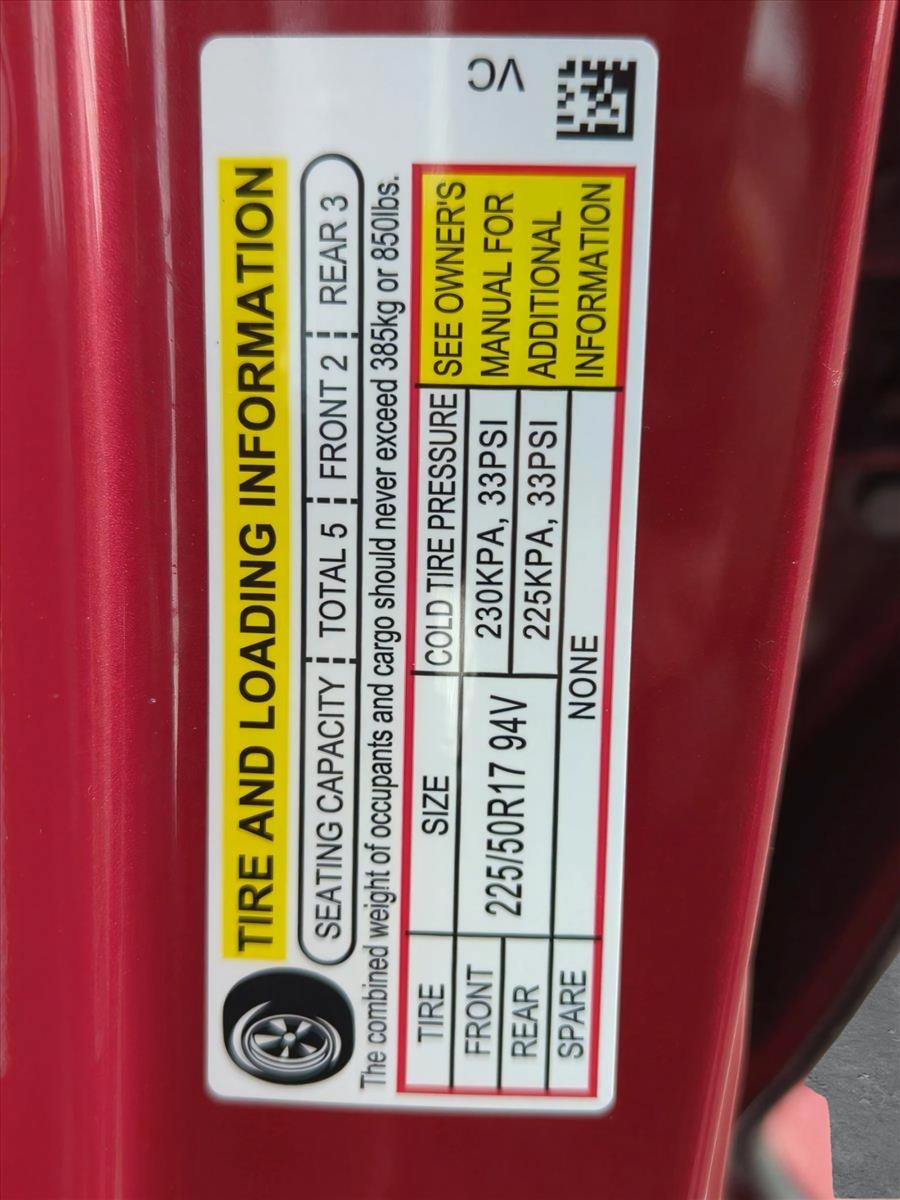 TIRE AND LOADING INFORMATION
SEATING CAPACITY TOTAL 5 FRONT 2 REAR 3
The combined weight of occupants and cargo should never exceed 385kg or 850lbs.
TIRE SIZE COLD TIRE PRESSURE
FRONT 225/50R17 94V 230KPA, 33PSI
REAR 225KPA, 33PSI
SPARE NONE
SEE OWNER'S
MANUAL FOR
ADDITIONAL
INFORMATION
VC